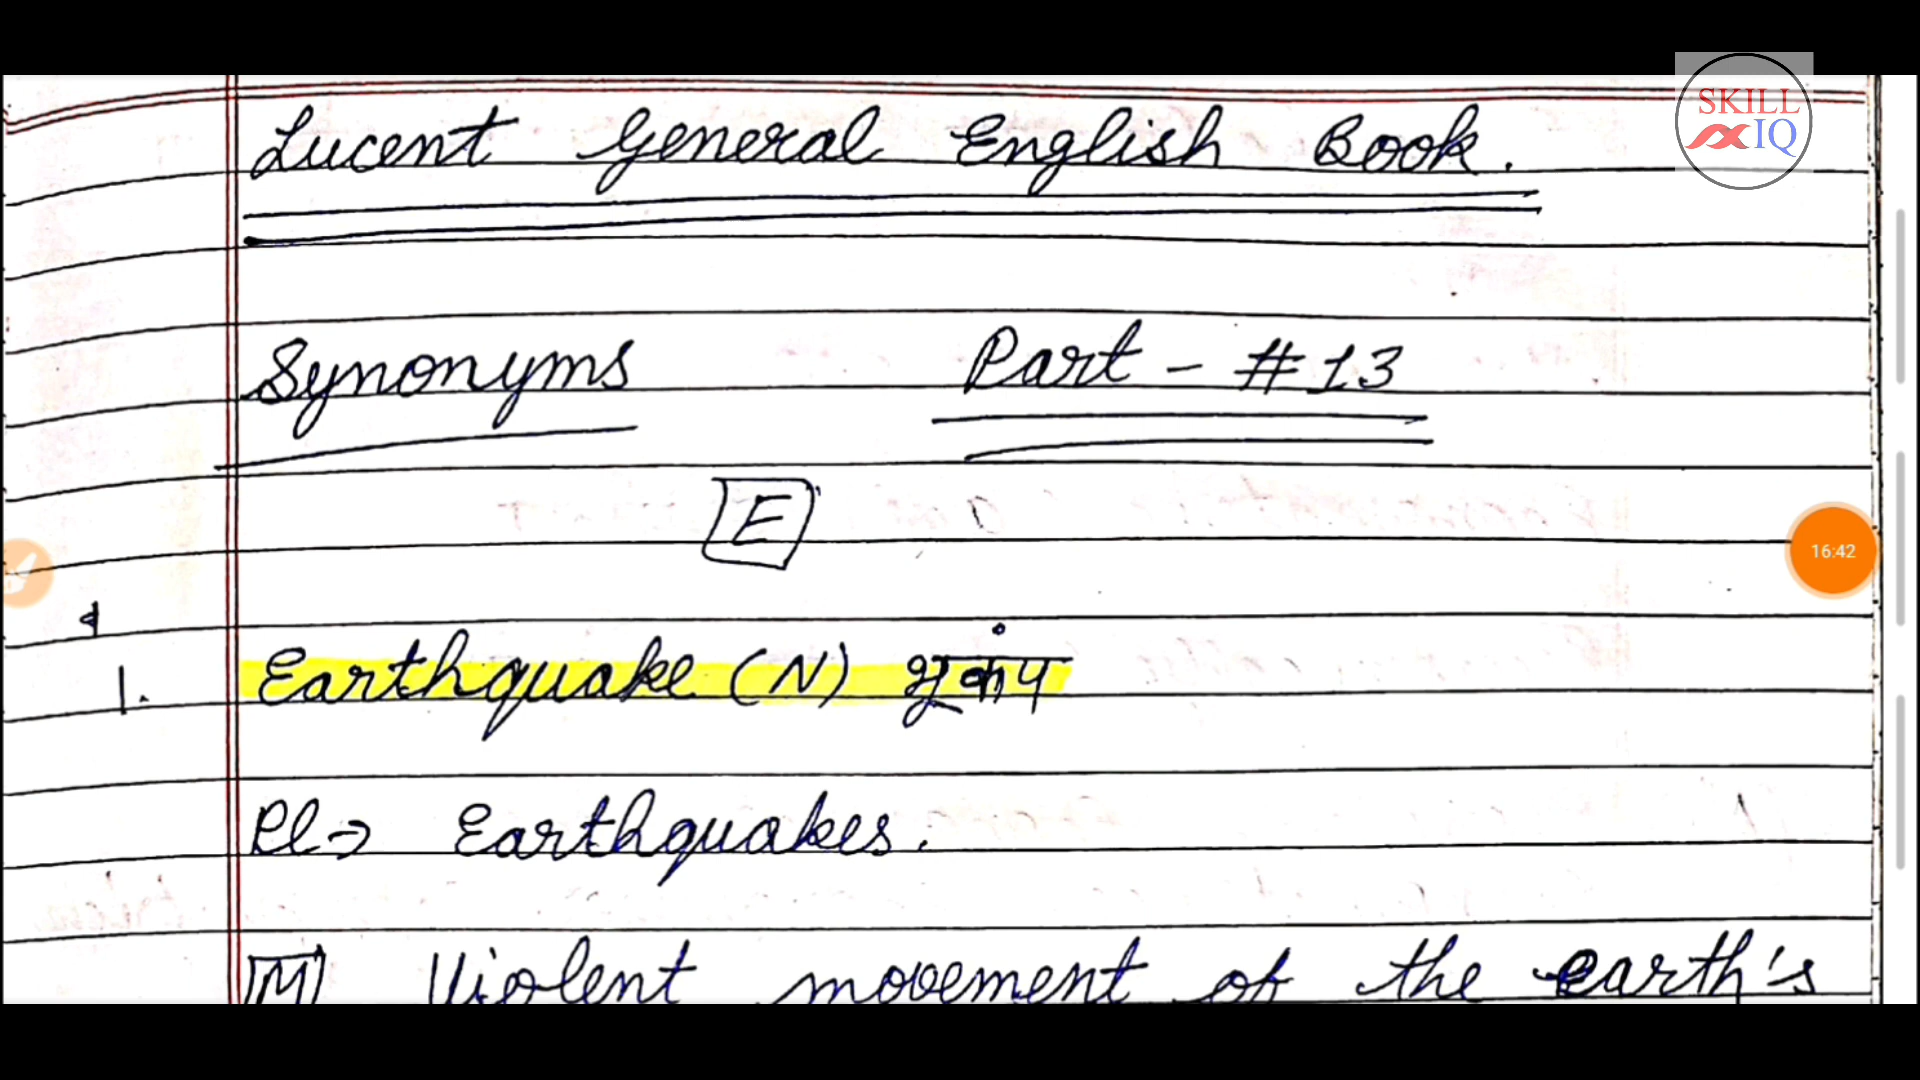 SKILL
IQ
Lucent General English Book.
Synonyms Part - #13
E
16:42
1. Earthquake (N) भूकंप
Pl→ Earthquakes.
M Violent movement of the earth's